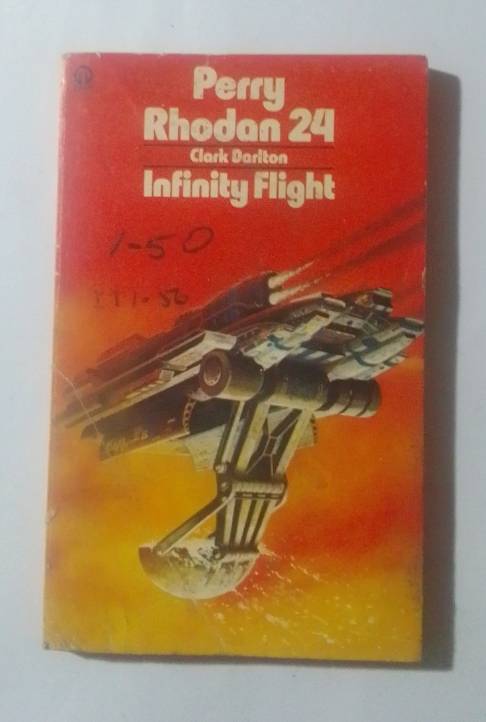 Perry
Rhodan 24
Clark Darlton
Infinity Flight
1-50